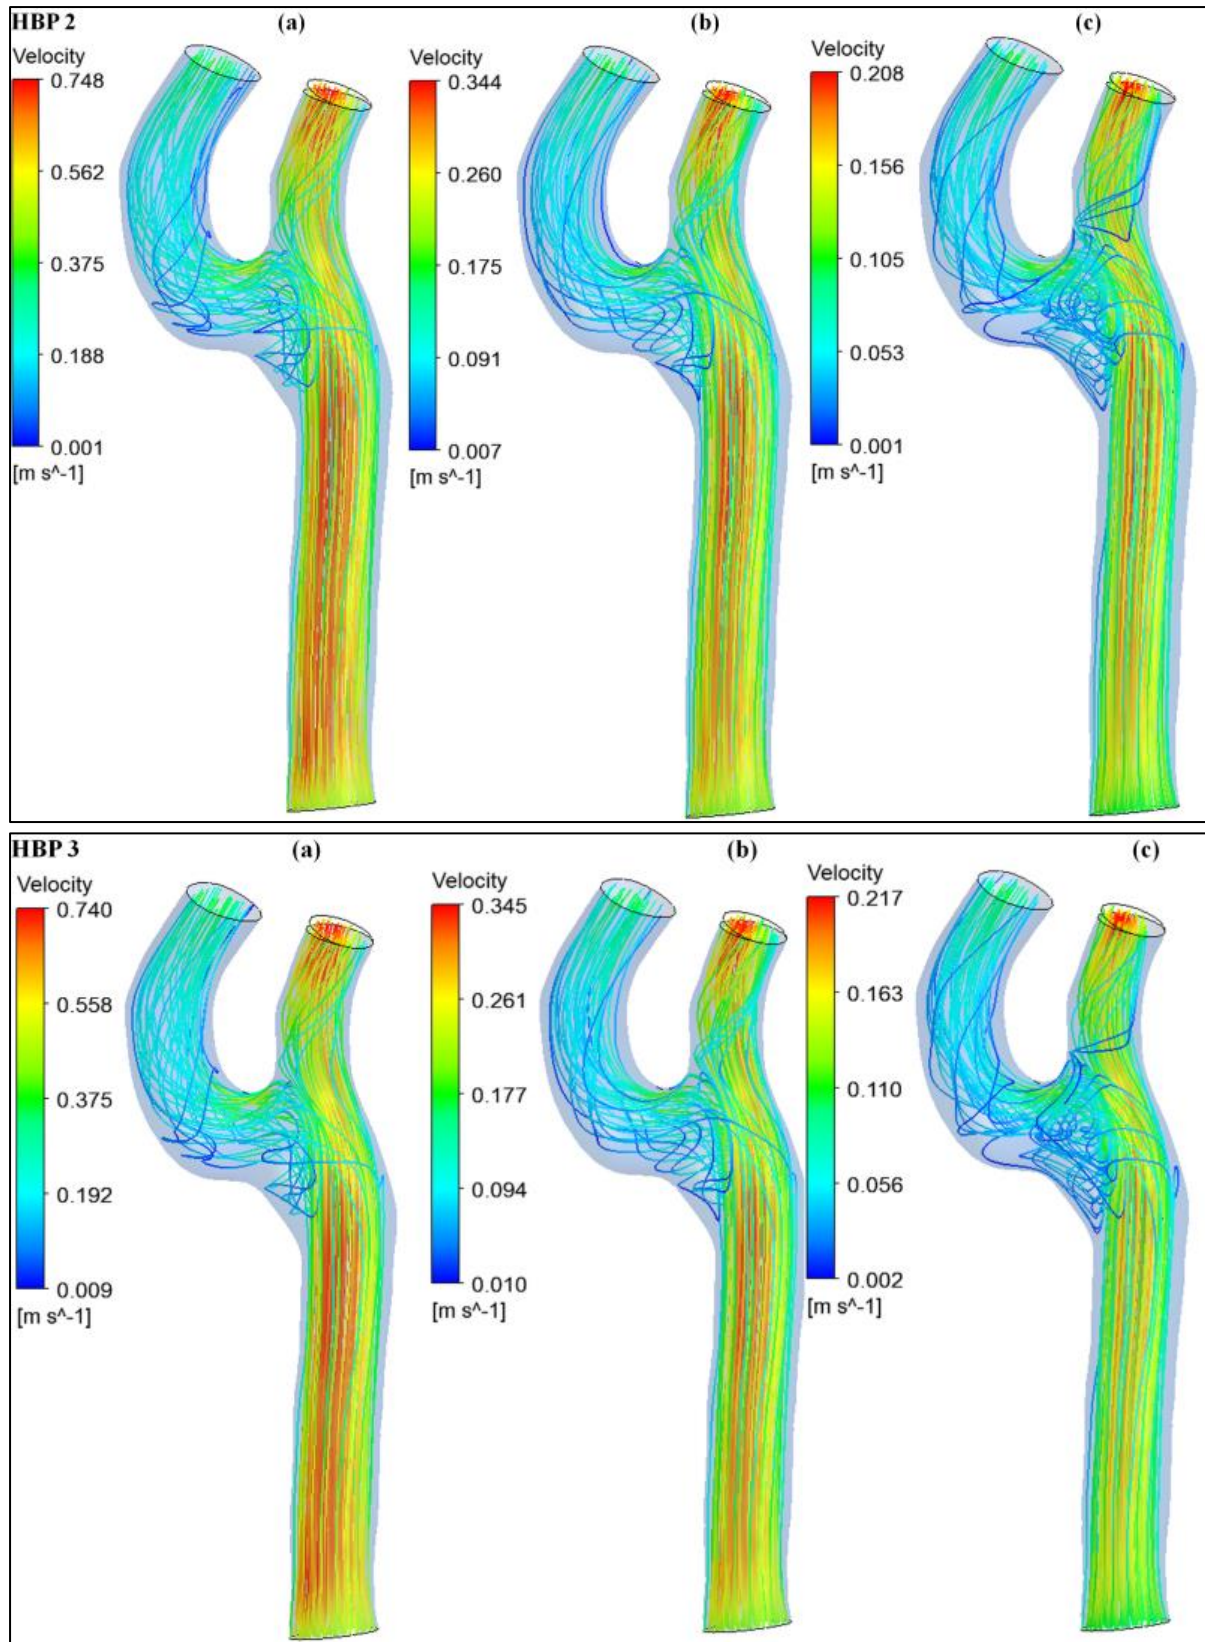 HBP 2
(a)
(b)
(c)
Velocity
0.748
0.562
0.375
0.188
0.001
[m s^-1]
Velocity
0.344
0.260
0.175
0.091
0.007
[m s^-1]
Velocity
0.208
0.156
0.105
0.053
0.001
[m s^-1]
HBP 3
(a)
(b)
(c)
Velocity
0.740
0.558
0.375
0.192
0.009
[m s^-1]
Velocity
0.345
0.261
0.177
0.094
0.010
[m s^-1]
Velocity
0.217
0.163
0.110
0.056
0.002
[m s^-1]